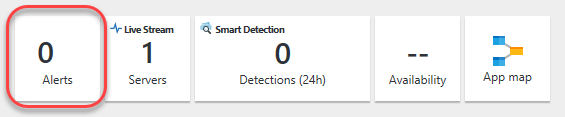 0
Alerts
Live Stream
1
Servers
Smart Detection
0
Detections (24h)
--
Availability
App map